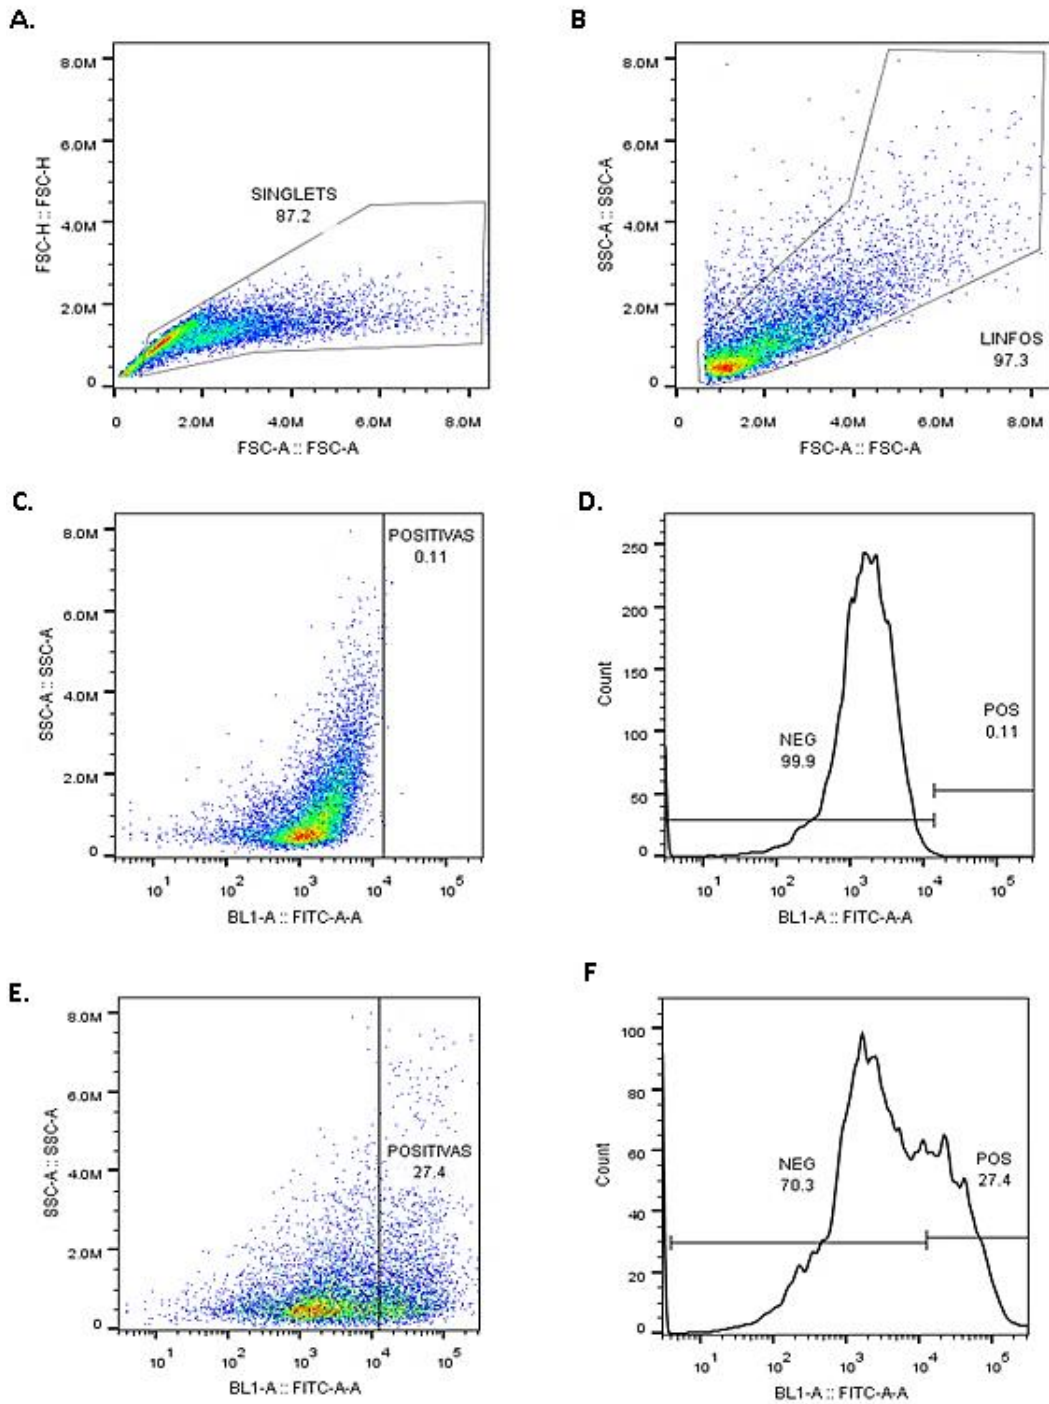 A.
FSC-H :: FSC-H
8.0M
6.0M
4.0M
2.0M
0
SINGLETS
87.2
0 2.0M 4.0M 6.0M 8.0M
FSC-A :: FSC-A
B
SSC-A :: SSC-A
8.0M
6.0M
4.0M
2.0M
0
LINFOS
97.3
0 2.0M 4.0M 6.0M 8.0M
FSC-A :: FSC-A
C.
SSC-A :: SSC-A
8.0M
6.0M
4.0M
2.0M
0
POSITIVAS
0.11
10¹ 10² 10³ 10⁴ 10⁵
BL1-A :: FITC-A-A
D.
Count
250
200
150
100
50
0
NEG
99.9
POS
0.11
10¹ 10² 10³ 10⁴ 10⁵
BL1-A :: FITC-A-A
E.
SSC-A :: SSC-A
8.0M
6.0M
4.0M
2.0M
0
POSITIVAS
27.4
10¹ 10² 10³ 10⁴ 10⁵
BL1-A :: FITC-A-A
F
Count
100
80
60
40
20
0
NEG
70.3
POS
27.4
10¹ 10² 10³ 10⁴ 10⁵
BL1-A :: FITC-A-A